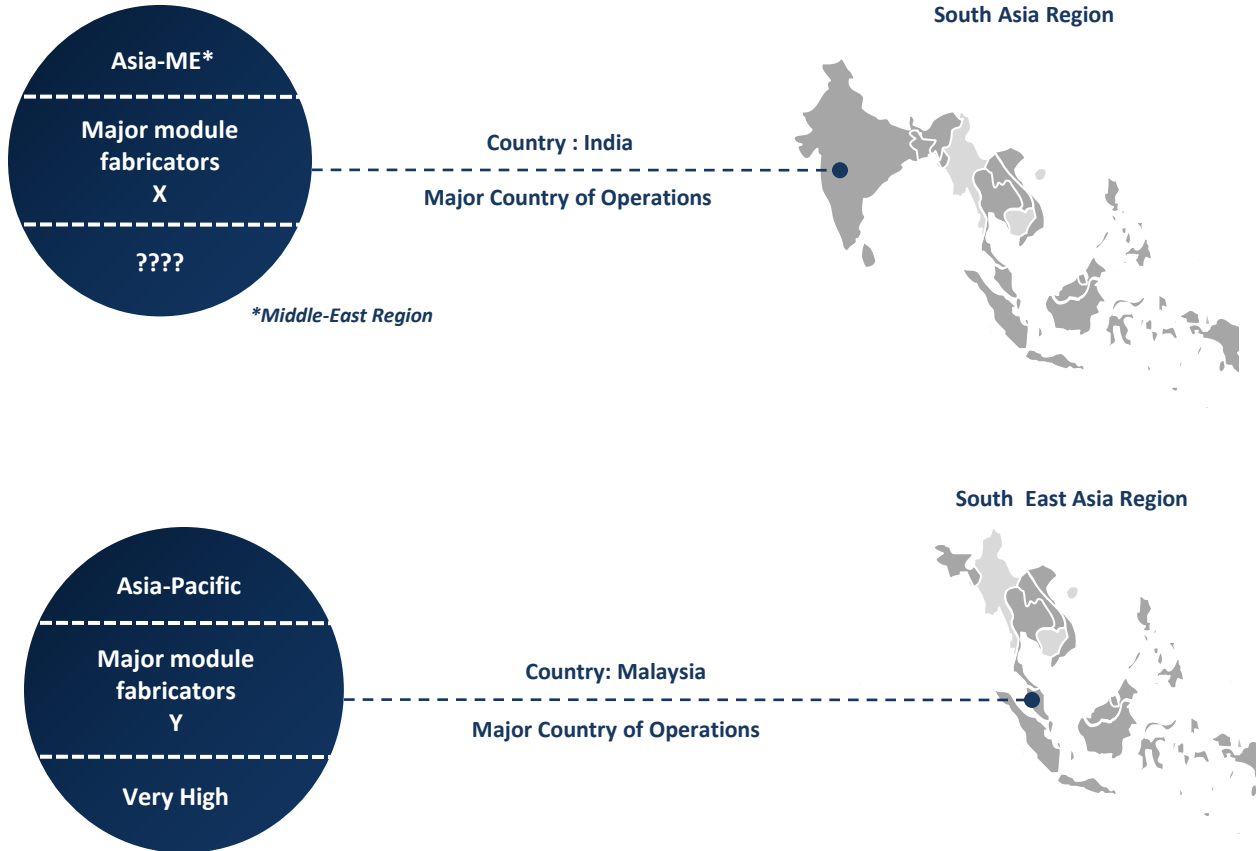 South Asia Region
Asia-ME*
Major module
fabricators
X
????
Country : India
Major Country of Operations
*Middle-East Region
South  East Asia Region
Asia-Pacific
Major module
fabricators
Y
Very High
Country: Malaysia
Major Country of Operations